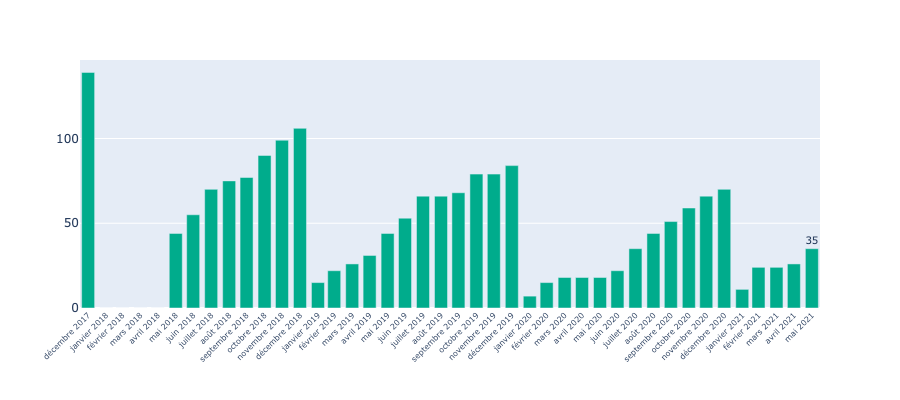 100
50
0
35
décembre 2017
janvier 2018
février 2018
mars 2018
avril 2018
mai 2018
juin 2018
juillet 2018
août 2018
septembre 2018
octobre 2018
novembre 2018
décembre 2018
janvier 2019
février 2019
mars 2019
avril 2019
mai 2019
juin 2019
juillet 2019
août 2019
septembre 2019
octobre 2019
novembre 2019
décembre 2019
janvier 2020
février 2020
mars 2020
avril 2020
mai 2020
juin 2020
juillet 2020
août 2020
septembre 2020
octobre 2020
novembre 2020
décembre 2020
janvier 2021
février 2021
mars 2021
avril 2021
mai 2021